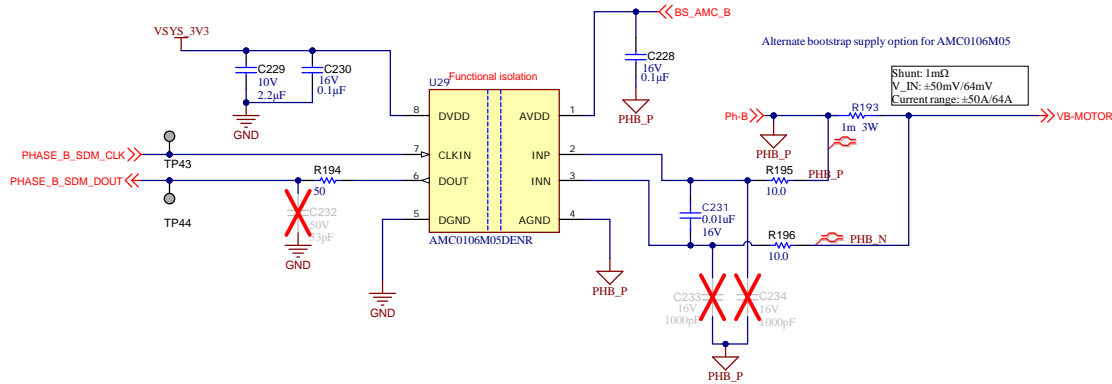 BS_AMC_B
VSYS_3V3
Alternate bootstrap supply option for AMC0106M05
C228
16V
0.1µF
C229
10V
2.2µF
C230
16V
0.1µF
Functional isolation
U29
Shunt: 1mΩ
V_IN: ±50mV/64mV
Current range: ±50A/64A
GND
PHB_P
8
DVDD
AVDD
1
Ph-B
R193
1m 3W
VB-MOTOR
PHB_P
PHASE_B_SDM_CLK
TP43
7
CLKIN
INP
2
R195
10.0
PHB_P
PHASE_B_SDM_DOUT
TP44
R194
50
6
DOUT
INN
3
C231
0.01uF
16V
C232
50V
33pF
GND
5
DGND
AGND
4
AMC0106M05DENR
R196
10.0
PHB_N
GND
PHB_P
C233
16V
1000pF
C234
16V
1000pF
PHB_P